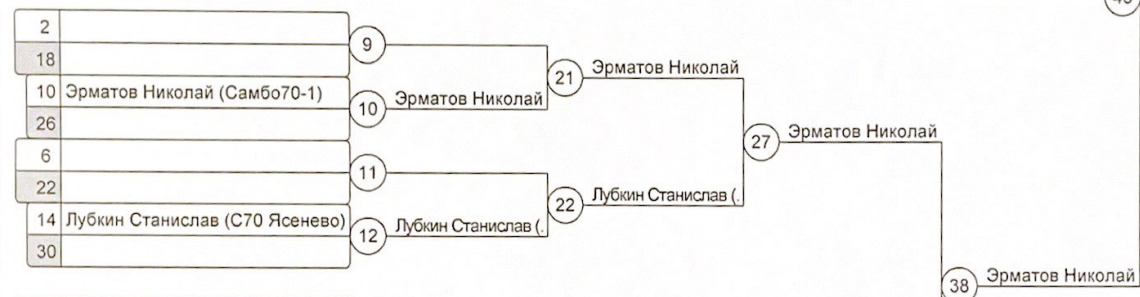 2
18
9
10 Эрматов Николай (Самбо70-1)
26
10
Эрматов Николай
21
Эрматов Николай
6
22
11
14 Лубкин Станислав (С70 Ясенево)
30
12
Лубкин Станислав (.
22
Лубкин Станислав (.
27
Эрматов Николай
38
Эрматов Николай